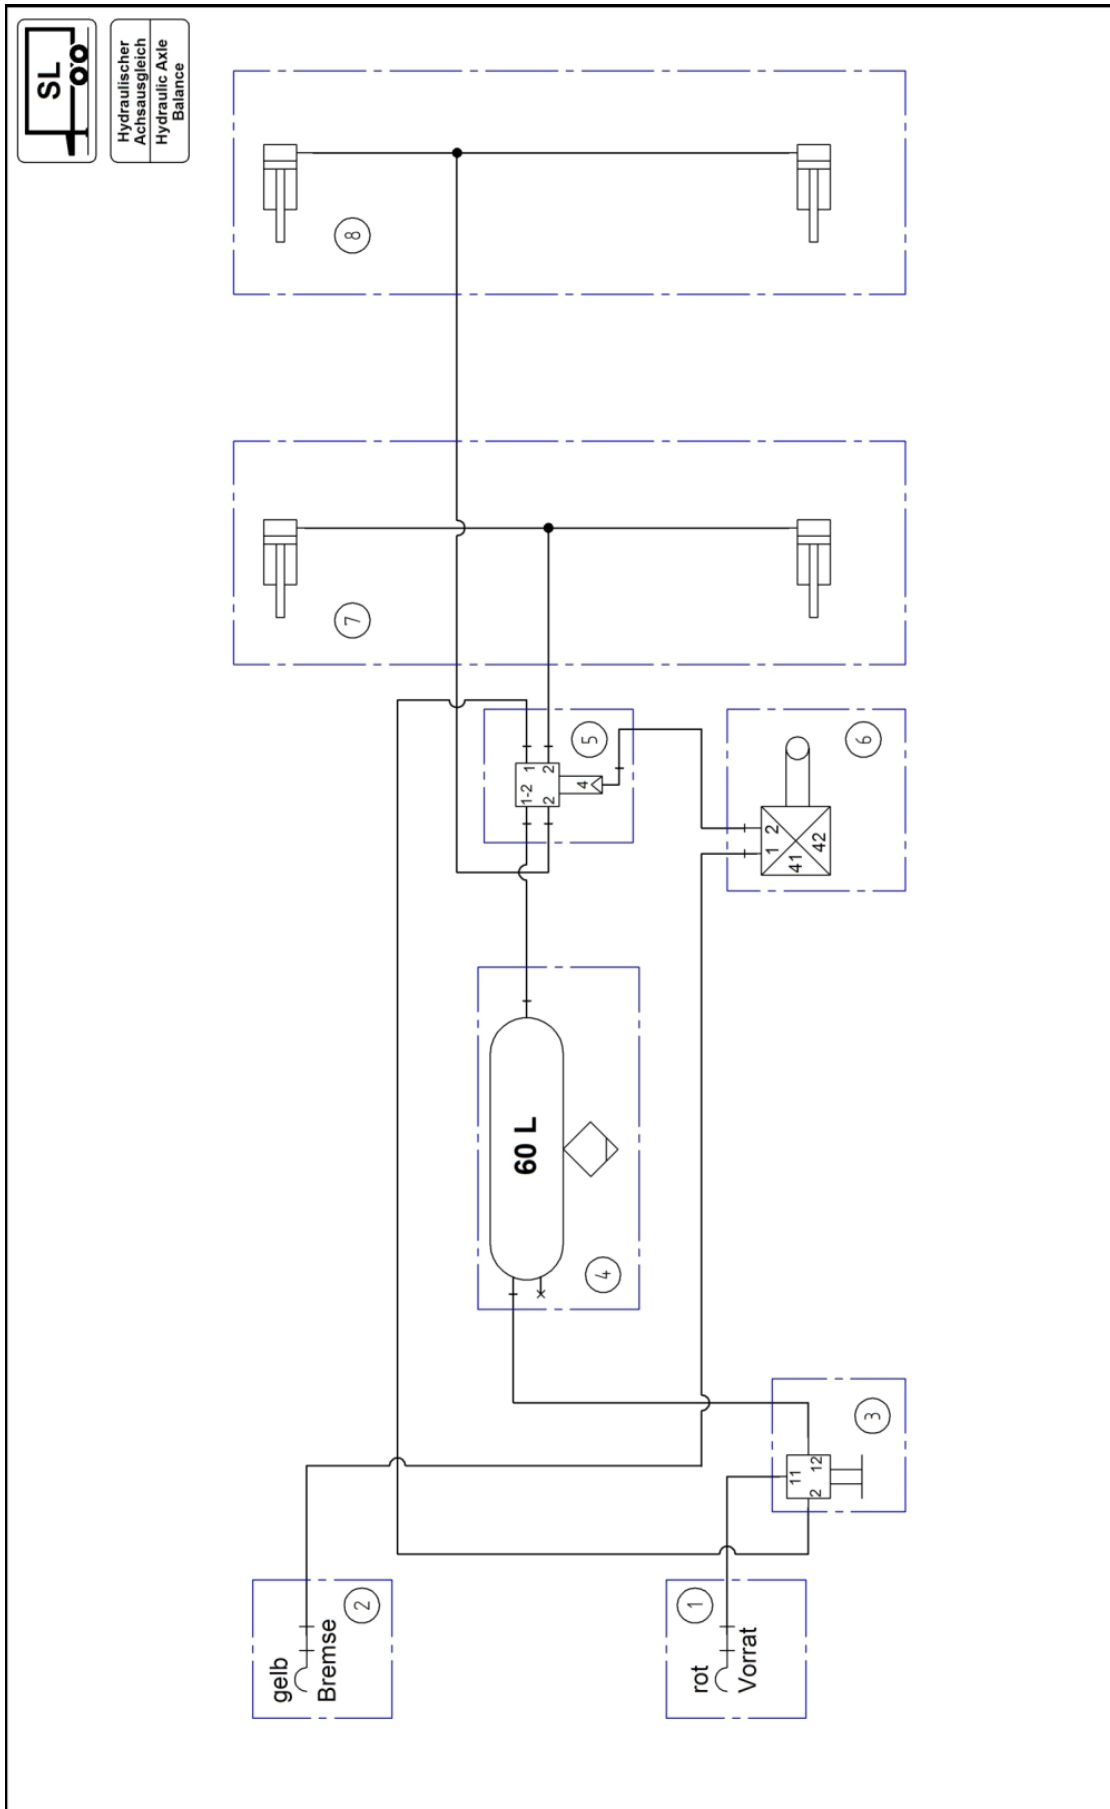 SL
Hydraulischer
Achsausgleich
Hydraulic Axle
Balance
gelb
Bremse
2
rot
Vorrat
1
11
2
12
3
60 L
4
1-2
1
2
2
4
5
1
2
41
42
6
7
8